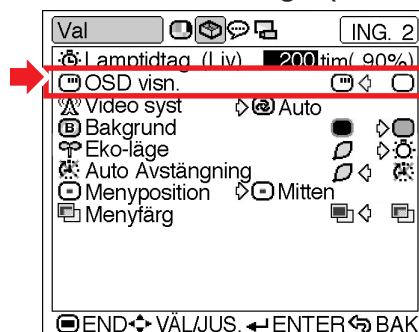 Val ING. 2
Lamptidtag (Liv) 200 tim( 90%)
OSD visn.
Video syst Auto
B Bakgrund
Eko-läge
Auto Avstängning
Menyposition Mitten
Menyfärg
END VÄL/JUS. ENTER BAK